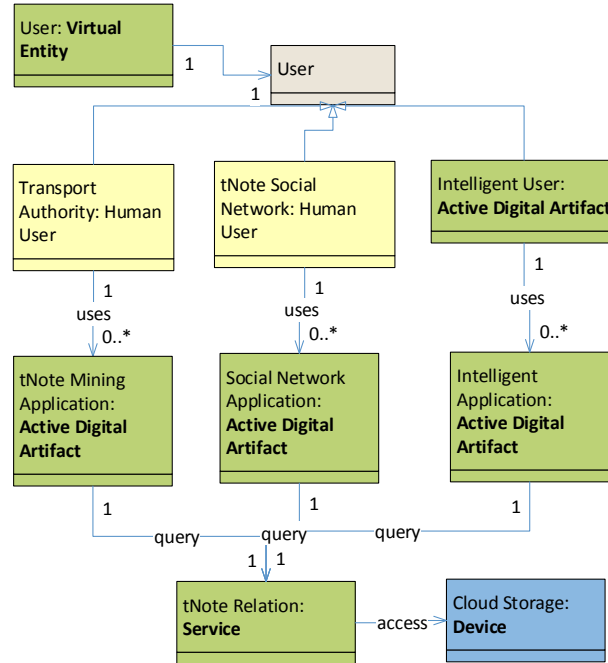 User: Virtual
Entity
1
User
1
Transport
Authority: Human
User
tNote Social
Network: Human
User
Intelligent User:
Active Digital Artifact
1
uses
0..*
1
uses
0..*
1
uses
0..*
tNote Mining
Application:
Active Digital
Artifact
Social Network
Application:
Active Digital
Artifact
Intelligent
Application:
Active Digital
Artifact
1
1
1
query
query
query
1
1
tNote Relation:
Service
access
Cloud Storage:
Device